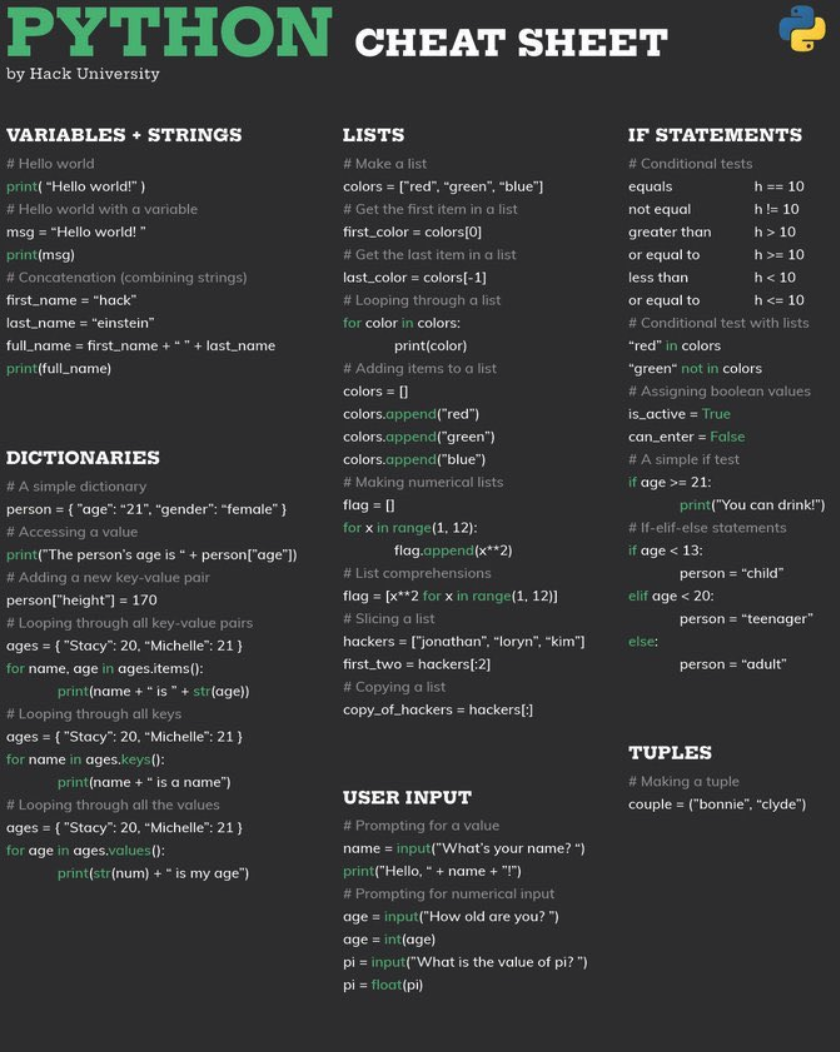 PYTHON CHEAT SHEET
by Hack University
VARIABLES + STRINGS
# Hello world
print( “Hello world!” )
# Hello world with a variable
msg = “Hello world! ”
print(msg)
# Concatenation (combining strings)
first_name = “hack”
last_name = “einstein”
full_name = first_name + “ ” + last_name
print(full_name)
DICTIONARIES
# A simple dictionary
person = { ”age”: “21”, “gender”: “female” }
# Accessing a value
print(”The person’s age is “ + person[”age”])
# Adding a new key-value pair
person[”height”] = 170
# Looping through all key-value pairs
ages = { ”Stacy”: 20, “Michelle”: 21 }
for name, age in ages.items():
print(name + “ is ” + str(age))
# Looping through all keys
ages = { ”Stacy”: 20, “Michelle”: 21 }
for name in ages.keys():
print(name + “ is a name”)
# Looping through all the values
ages = { ”Stacy”: 20, “Michelle”: 21 }
for age in ages.values():
print(str(num) + “ is my age”)
LISTS
# Make a list
colors = [”red”, “green”, “blue”]
# Get the first item in a list
first_color = colors[0]
# Get the last item in a list
last_color = colors[-1]
# Looping through a list
for color in colors:
print(color)
# Adding items to a list
colors = []
colors.append(”red”)
colors.append(”green”)
colors.append(”blue”)
# Making numerical lists
flag = []
for x in range(1, 12):
flag.append(x**2)
# List comprehensions
flag = [x**2 for x in range(1, 12)]
# Slicing a list
hackers = [”jonathan”, “loryn”, “kim”]
first_two = hackers[:2]
# Copying a list
copy_of_hackers = hackers[:]
USER INPUT
# Prompting for a value
name = input(”What’s your name? “)
print(”Hello, “ + name + ”!”)
# Prompting for numerical input
age = input(”How old are you? ”)
age = int(age)
pi = input(”What is the value of pi? ”)
pi = float(pi)
IF STATEMENTS
# Conditional tests
equals h == 10
not equal h != 10
greater than h > 10
or equal to h >= 10
less than h < 10
or equal to h <= 10
# Conditional test with lists
“red” in colors
“green“ not in colors
# Assigning boolean values
is_active = True
can_enter = False
# A simple if test
if age >= 21:
print(”You can drink!”)
# If-elif-else statements
if age < 13:
person = “child”
elif age < 20:
person = “teenager”
else:
person = “adult”
TUPLES
# Making a tuple
couple = (”bonnie”, “clyde”)